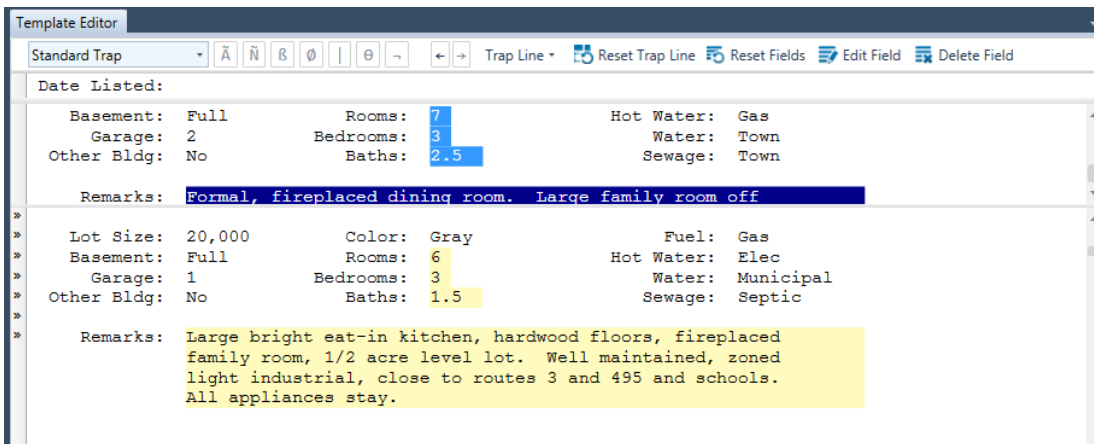 Template Editor
Standard Trap Ã Ñ ß Ø | θ ¬ ← → Trap Line Reset Trap Line Reset Fields Edit Field Delete Field
Date Listed:
Basement: Full Rooms: 7 Hot Water: Gas
Garage: 2 Bedrooms: 3 Water: Town
Other Bldg: No Baths: 2.5 Sewage: Town
Remarks: Formal, fireplaced dining room. Large family room off
»
» Lot Size: 20,000 Color: Gray Fuel: Gas
» Basement: Full Rooms: 6 Hot Water: Elec
» Garage: 1 Bedrooms: 3 Water: Municipal
» Other Bldg: No Baths: 1.5 Sewage: Septic
»
» Remarks: Large bright eat-in kitchen, hardwood floors, fireplaced
family room, 1/2 acre level lot. Well maintained, zoned
light industrial, close to routes 3 and 495 and schools.
All appliances stay.